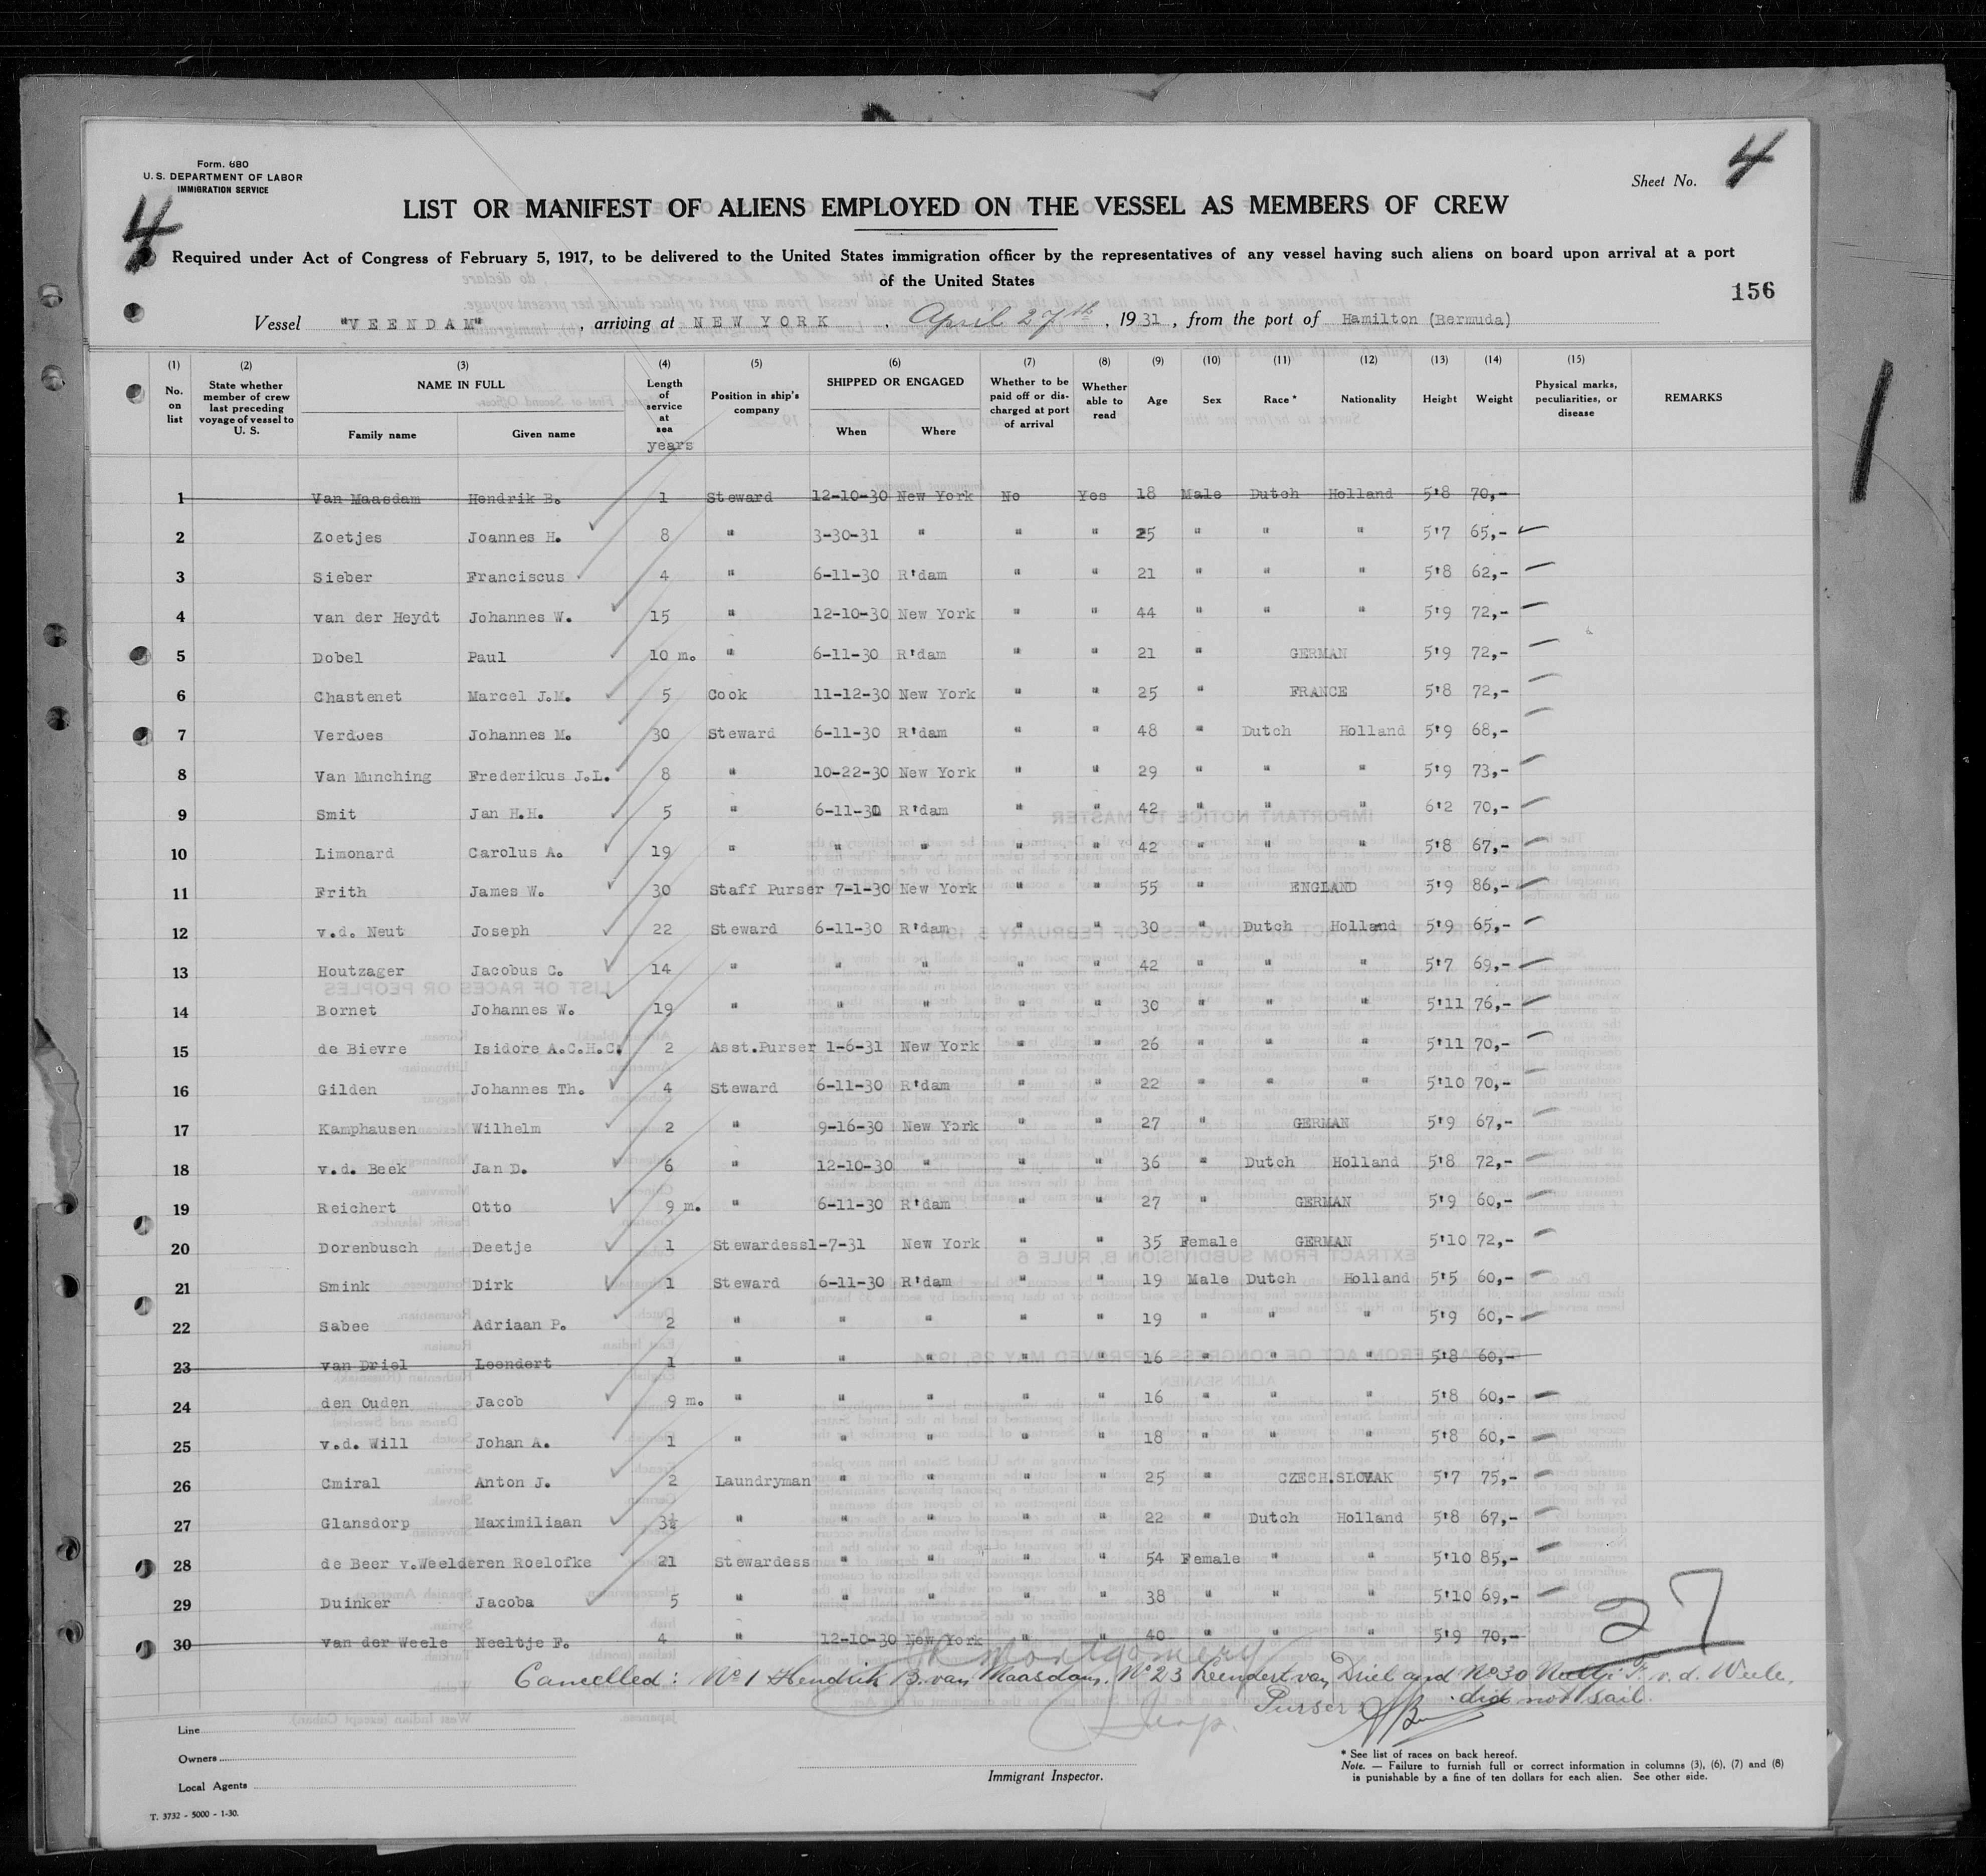 Form. 680
U. S. DEPARTMENT OF LABOR
IMMIGRATION SERVICE
4
Sheet No. 4
LIST OR MANIFEST OF ALIENS EMPLOYED ON THE VESSEL AS MEMBERS OF CREW
Required under Act of Congress of February 5, 1917, to be delivered to the United States immigration officer by the representatives of any vessel having such aliens on board upon arrival at a port
of the United States
156
Vessel "VEENDAM", arriving at NEW YORK, April 27th, 1931, from the port of Hamilton (Bermuda)
(1) (2) (3) (4) (5) (6) (7) (8) (9) (10) (11) (12) (13) (14) (15)
No. on list | State whether member of crew last preceding voyage of vessel to U. S. | NAME IN FULL Family name Given name | Length of service at sea years | Position in ship's company | SHIPPED OR ENGAGED When Where | Whether to be paid off or discharged at port of arrival | Whether able to read | Age | Sex | Race * | Nationality | Height | Weight | Physical marks, peculiarities, or disease | REMARKS
1 Van Maasdam Hendrik B. 1 Steward 12-10-30 New York No Yes 18 Male Dutch Holland 5'8 70,-
2 Zoetjes Joannes H. 8 " 3-30-31 " " " 25 " " " 5'7 65,-
3 Sieber Franciscus 4 " 6-11-30 R'dam " " 21 " " " 5'8 62,-
4 van der Heydt Johannes W. 15 " 12-10-30 New York " " 44 " " " 5'9 72,-
5 Dobel Paul 10 m. " 6-11-30 R'dam " " 21 " GERMAN 5'9 72,-
6 Chastenet Marcel J.M. 5 Cook 11-12-30 New York " " 25 " FRANCE 5'8 72,-
7 Verdoes Johannes M. 30 Steward 6-11-30 R'dam " " 48 " Dutch Holland 5'9 68,-
8 Van Munching Frederikus J.L. 8 " 10-22-30 New York " " 29 " " " 5'9 73,-
9 Smit Jan H.H. 5 " 6-11-30 R'dam " " 42 " " " 6'2 70,-
10 Limonard Carolus A. 19 " " " " " 42 " " " 5'8 67,-
11 Frith James W. 30 Staff Purser 7-1-30 New York " " 55 " ENGLAND 5'9 86,-
12 v.d. Neut Joseph 22 Steward 6-11-30 R'dam " " 30 " Dutch Holland 5'9 65,-
13 Houtzager Jacobus C. 14 " " " " " 42 " " " 5'7 69,-
14 Bornet Johannes W. 19 " " " " " 30 " " " 5'11 76,-
15 de Bievre Isidore A.C.H.C. 2 Asst.Purser 1-6-31 New York " " 26 " " " 5'11 70,-
16 Gilden Johannes Th. 4 Steward 6-11-30 R'dam " " 22 " " " 5'10 70,-
17 Kamphausen Wilhelm 2 " 9-16-30 New York " " 27 " GERMAN 5'9 67,-
18 v.d. Beek Jan D. 6 " 12-10-30 " " " 36 " Dutch Holland 5'8 72,-
19 Reichert Otto 9 m. " 6-11-30 R'dam " " 27 " GERMAN 5'9 60,-
20 Dorenbusch Deetje 1 Stewardess 1-7-31 New York " " 35 Female GERMAN 5'10 72,-
21 Smink Dirk 1 Steward 6-11-30 R'dam " " 19 Male Dutch Holland 5'5 60,-
22 Sabee Adriaan P. 2 " " " " " 19 " " " 5'9 60,-
23 van Driel Leendert 1 " " " " " 16 " " " 5'8 60,-
24 den Ouden Jacob 9 m. " " " " " 16 " " " 5'8 60,-
25 v.d. Will Johan A. 1 " " " " " 18 " " " 5'8 60,-
26 Cmiral Anton J. 2 Laundryman " " " " 25 " CZECH.SLOVAK 5'7 75,-
27 Glansdorp Maximiliaan 3½ " " " " " 22 " Dutch Holland 5'8 67,-
28 de Beer v.Weelderen Roelofke 21 Stewardess " " " " 54 Female " " 5'10 85,-
29 Duinker Jacoba 5 " " " " " 38 " " " 5'10 69,-
30 van der Weele Neeltje F. 4 " 12-10-30 New York " " 40 " " " 5'9 70,-
27
Montgomery
Cancelled: No 1 Hendrik B. van Maasdam, No 23 Leendert van Driel and No 30 Neeltje F. v. d. Weele,
did not sail.
Purser
Insp.
Line
Owners
Local Agents
Immigrant Inspector.
* See list of races on back hereof.
Note. — Failure to furnish full or correct information in columns (3), (6), (7) and (8)
is punishable by a fine of ten dollars for each alien. See other side.
T. 3732 - 5000 - 1-30.